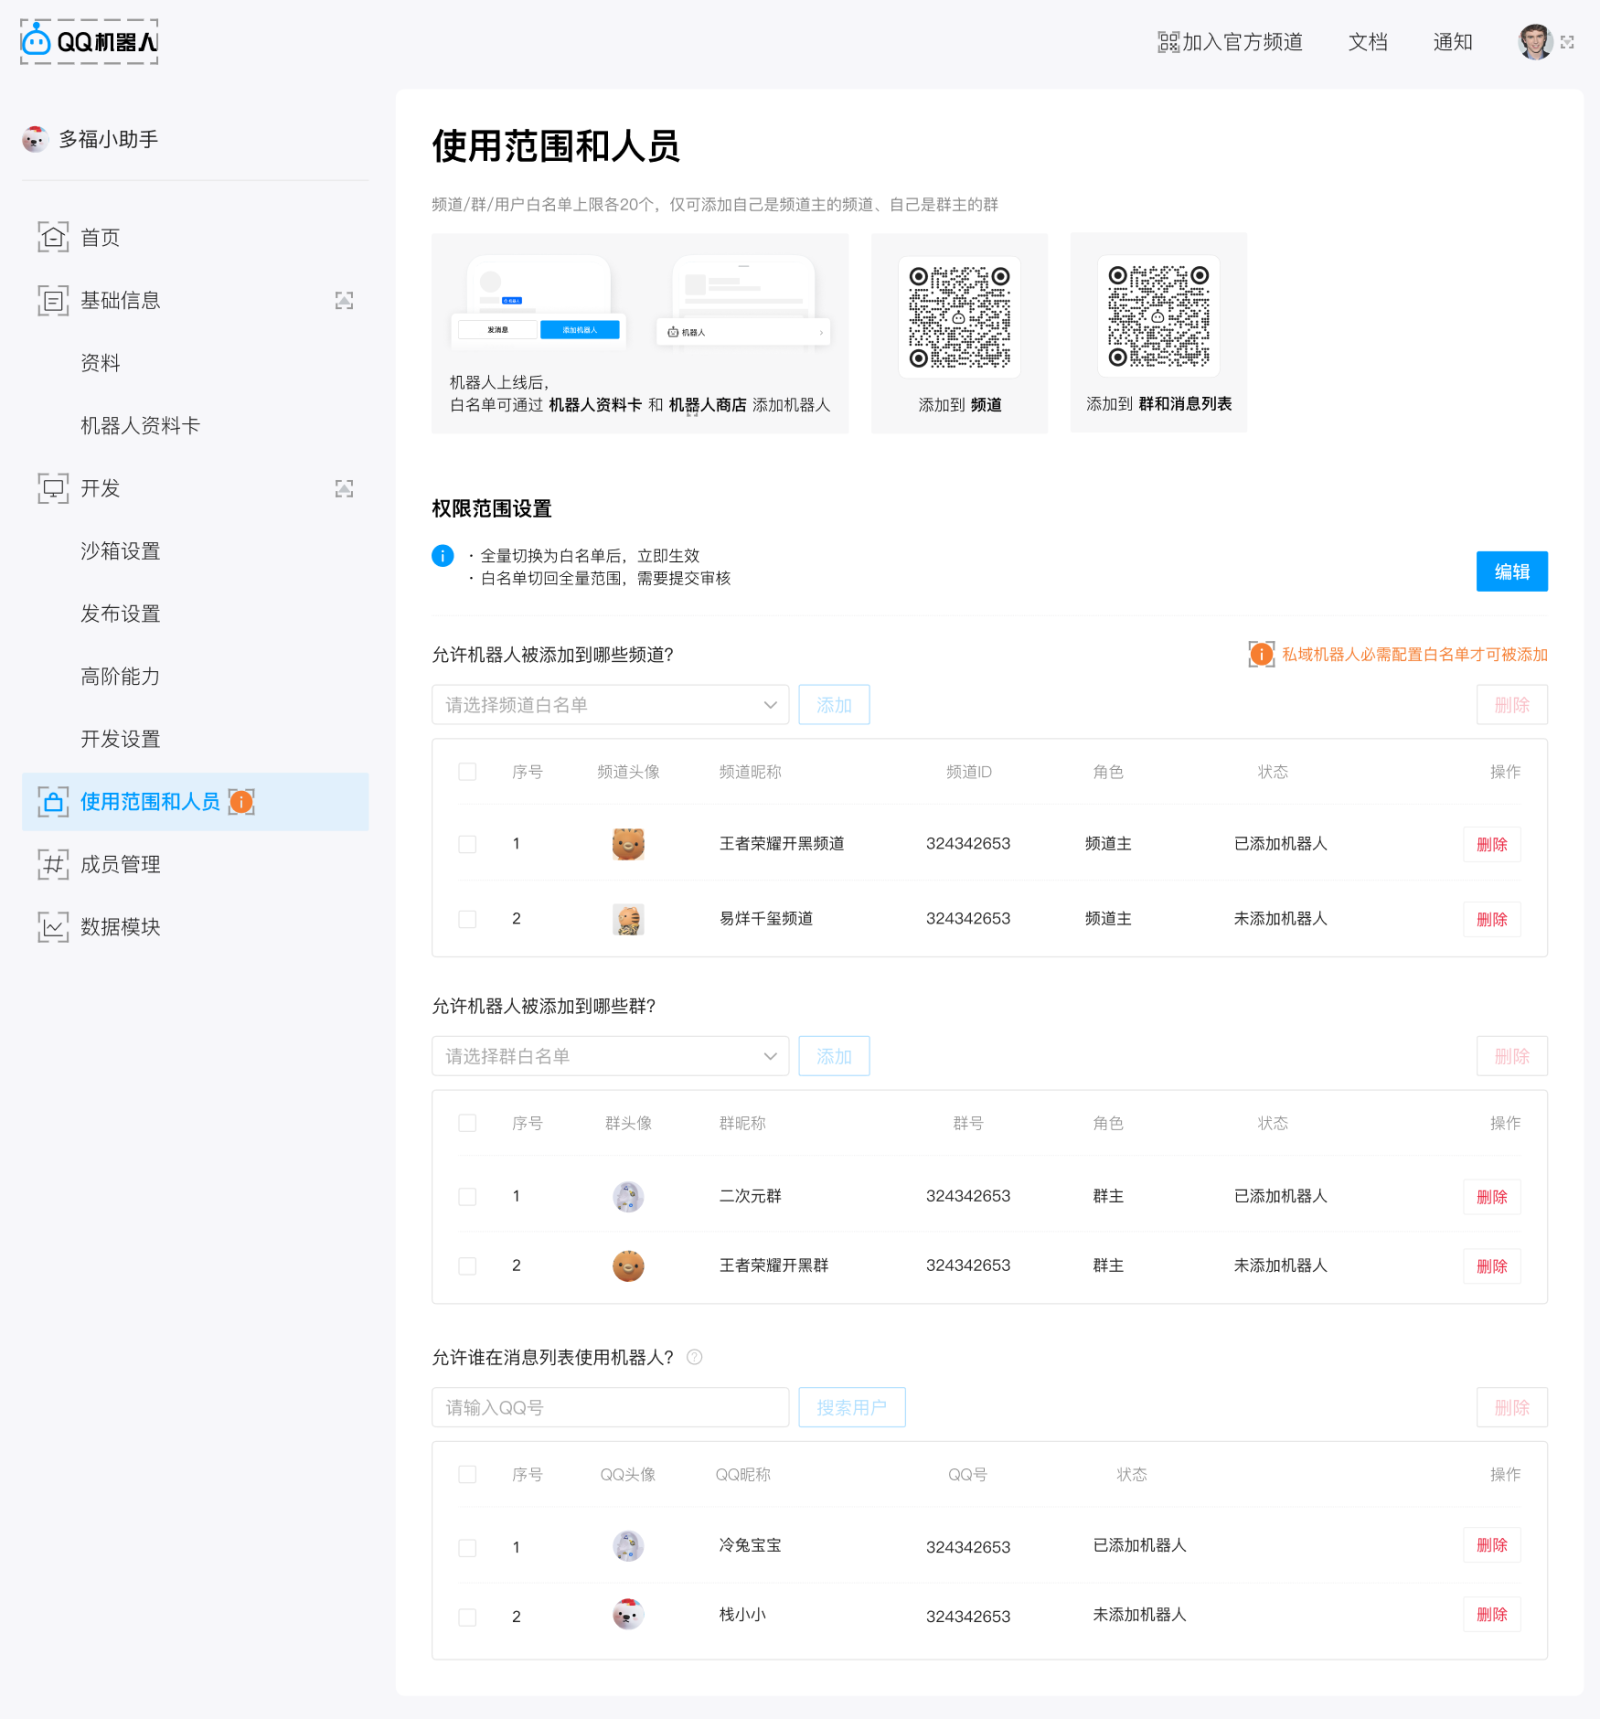 QQ机器人
加入官方频道 文档 通知
多福小助手
首页
基础信息
资料
机器人资料卡
开发
沙箱设置
发布设置
高阶能力
开发设置
使用范围和人员
成员管理
数据模块
使用范围和人员
频道/群/用户白名单上限各20个，仅可添加自己是频道主的频道、自己是群主的群
发消息 添加机器人
机器人
机器人上线后，
白名单可通过 机器人资料卡 和 机器人商店 添加机器人
添加到 频道
添加到 群和消息列表
权限范围设置
· 全量切换为白名单后，立即生效
· 白名单切回全量范围，需要提交审核
编辑
允许机器人被添加到哪些频道？
私域机器人必需配置白名单才可被添加
请选择频道白名单 添加 删除
序号 频道头像 频道昵称 频道ID 角色 状态 操作
1 王者荣耀开黑频道 324342653 频道主 已添加机器人 删除
2 易烊千玺频道 324342653 频道主 未添加机器人 删除
允许机器人被添加到哪些群？
请选择群白名单 添加 删除
序号 群头像 群昵称 群号 角色 状态 操作
1 二次元群 324342653 群主 已添加机器人 删除
2 王者荣耀开黑群 324342653 群主 未添加机器人 删除
允许谁在消息列表使用机器人？
请输入QQ号 搜索用户 删除
序号 QQ头像 QQ昵称 QQ号 状态 操作
1 冷兔宝宝 324342653 已添加机器人 删除
2 栈小小 324342653 未添加机器人 删除